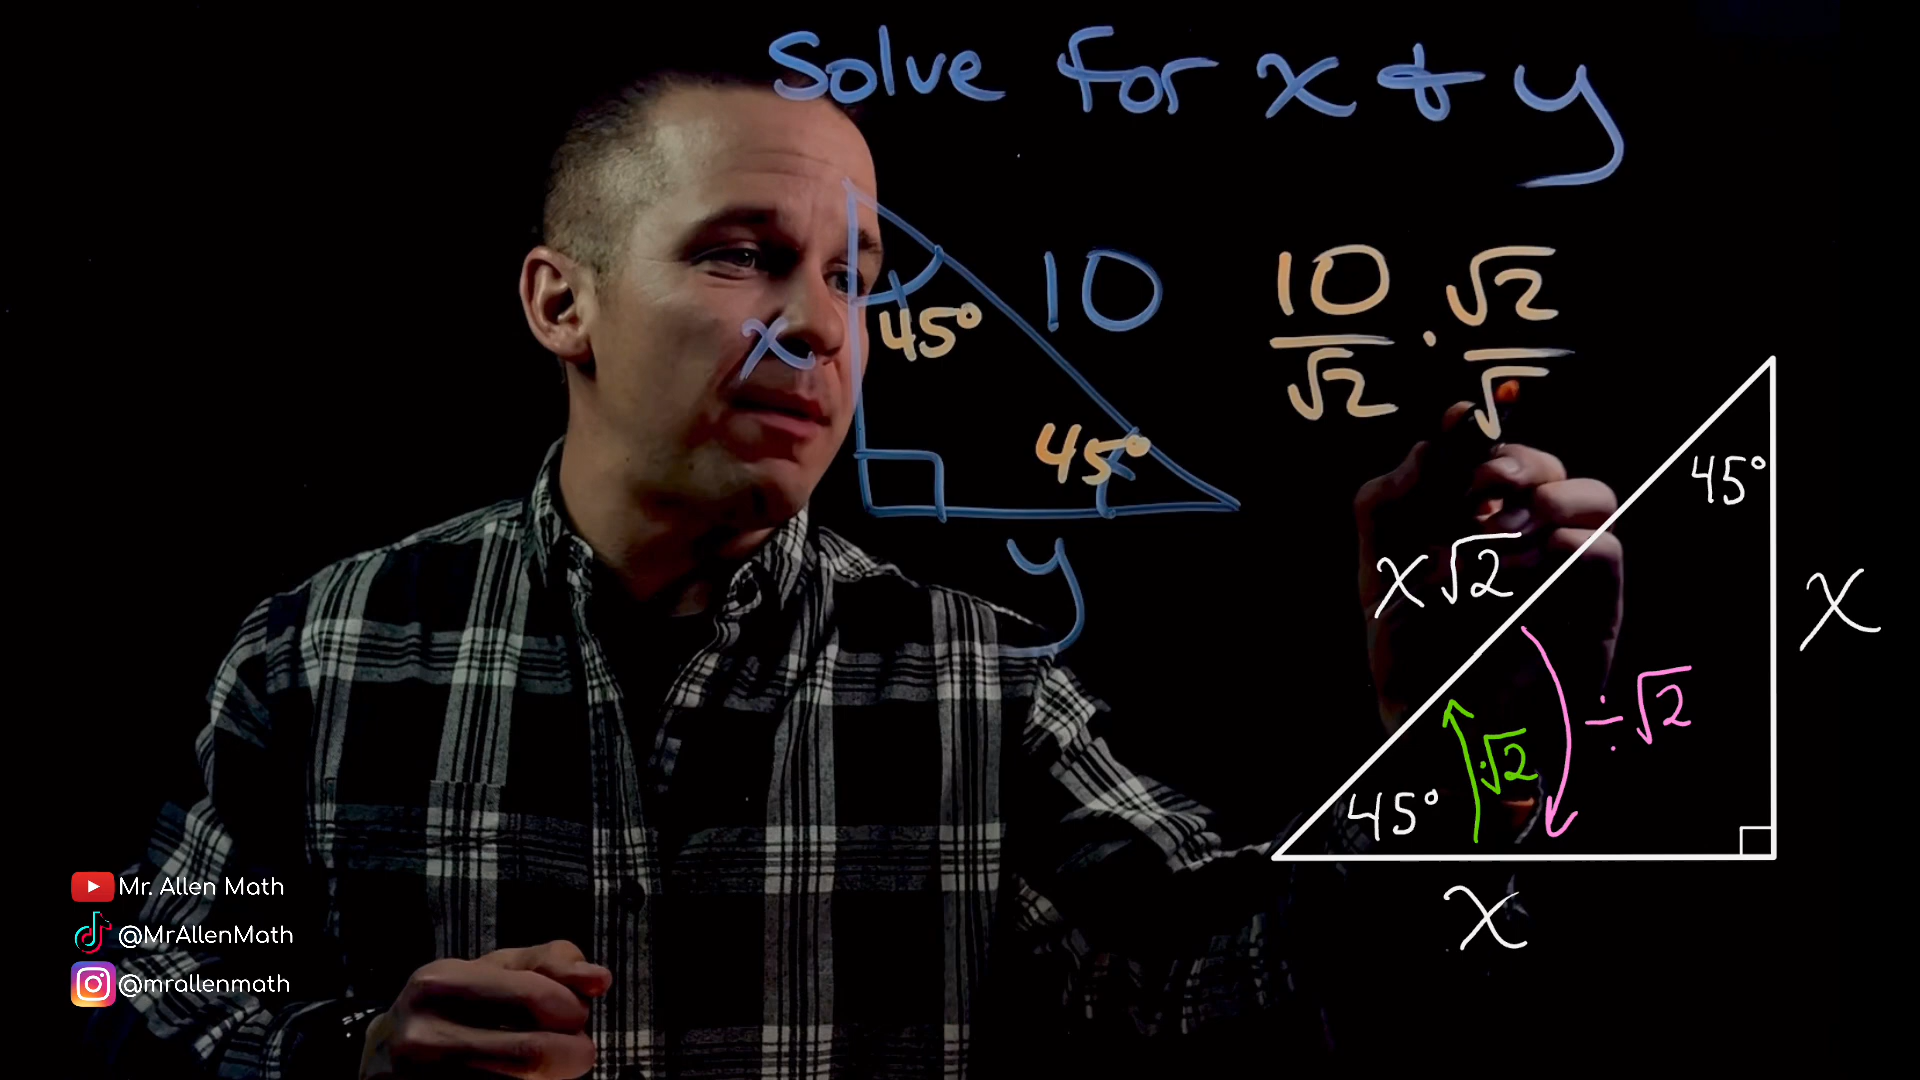 Solve for x & y
x
45°
10
45°
y
10/√2 · √2/√
45°
x√2
x
÷√2
·√2
45°
x
Mr. Allen Math
@MrAllenMath
@mrallenmath